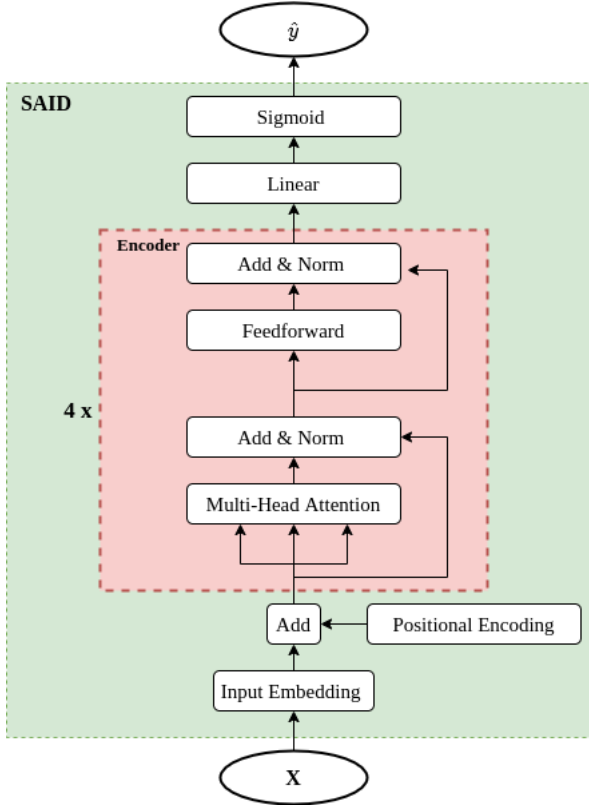 ŷ
SAID
Sigmoid
Linear
Encoder
Add & Norm
Feedforward
4 x
Add & Norm
Multi-Head Attention
Add
Positional Encoding
Input Embedding
X